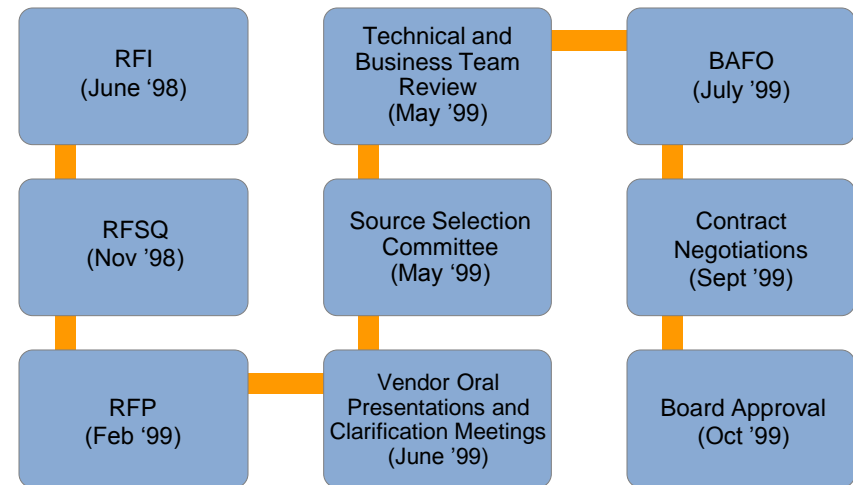 RFI
(June ‘98)
RFSQ
(Nov ’98)
RFP
(Feb ’99)
Vendor Oral
Presentations and
Clarification Meetings
(June ’99)
Source Selection
Committee
(May ‘99)
Technical and
Business Team
Review
(May ’99)
BAFO
(July ’99)
Contract
Negotiations
(Sept ’99)
Board Approval
(Oct ’99)